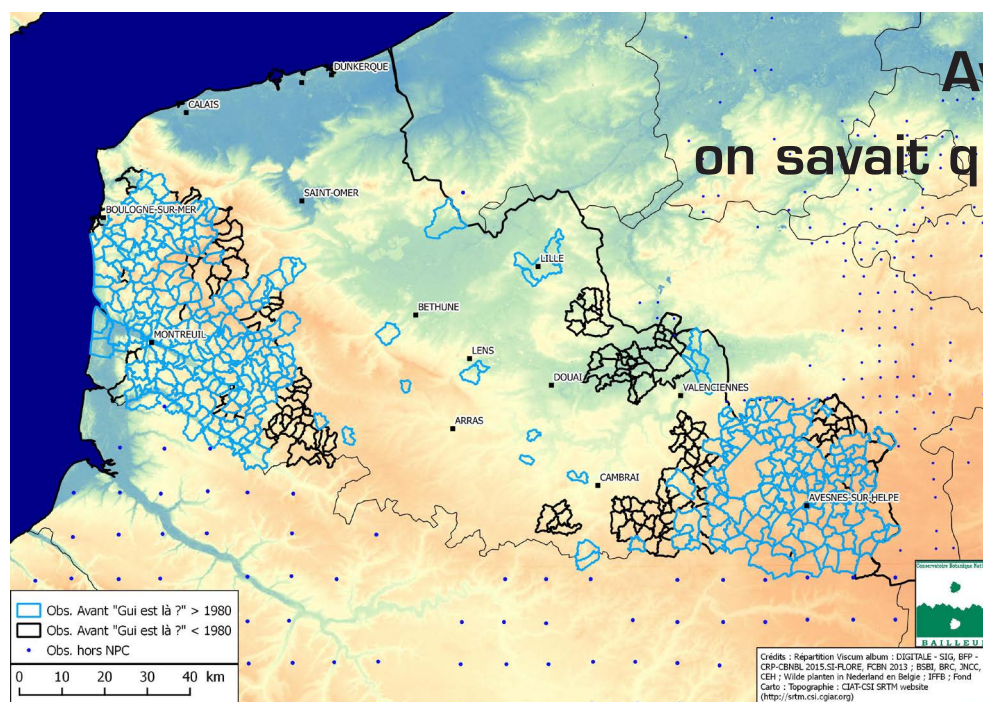 Av
on savait q
DUNKERQUE
CALAIS
SAINT-OMER
BOULOGNE-SUR-MER
LILLE
BETHUNE
MONTREUIL
LENS
DOUAI
VALENCIENNES
ARRAS
CAMBRAI
AVESNES-SUR-HELPE
Obs. Avant "Gui est là ?" > 1980
Obs. Avant "Gui est là ?" < 1980
Obs. hors NPC
0 10 20 30 40 km
Conservatoire Botanique Nati
BAILLEUL
Crédits : Répartition Viscum album : DIGITALE - SIG, BFP -
CRP-CBNBL 2015.SI-FLORE, FCBN 2013 ; BSBI, BRC, JNCC,
CEH ; Wilde planten in Nederland en Belgie ; IFFB ; Fond
Carto : Topographie : CIAT-CSI SRTM website
(http://srtm.csi.cgiar.org)